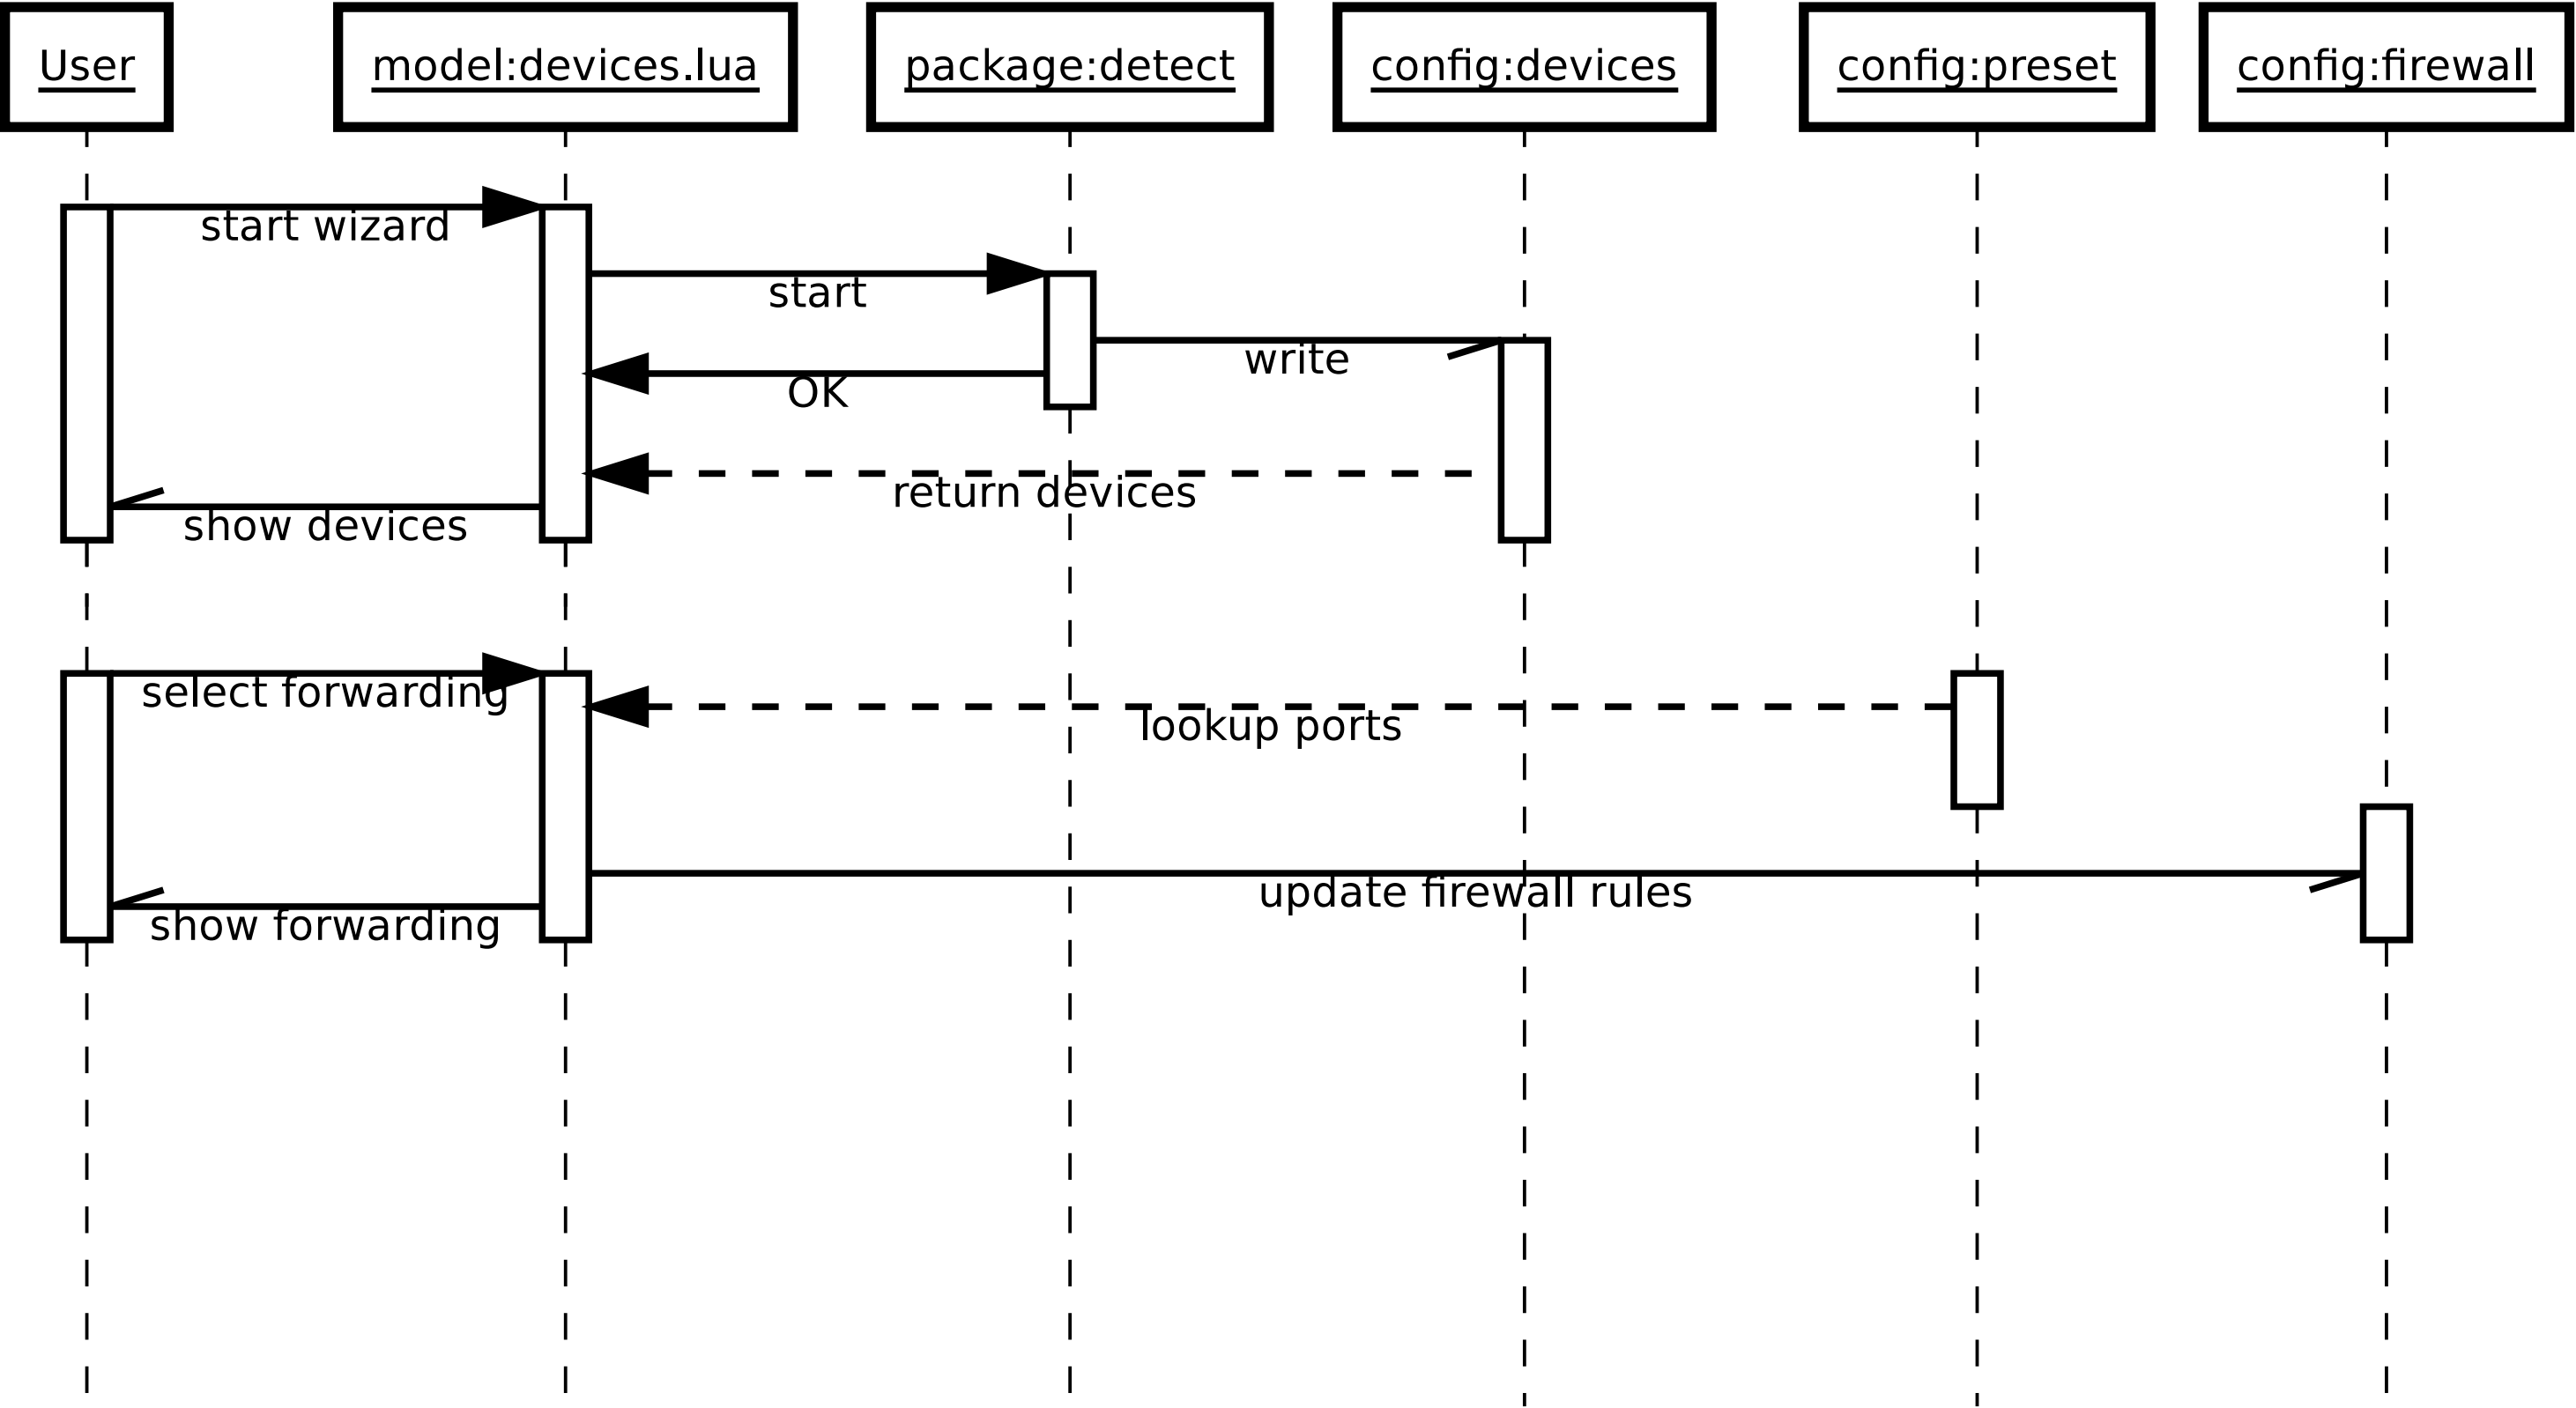 User
model:devices.lua
package:detect
config:devices
config:preset
config:firewall
start wizard
start
write
OK
return devices
show devices
select forwarding
lookup ports
update firewall rules
show forwarding